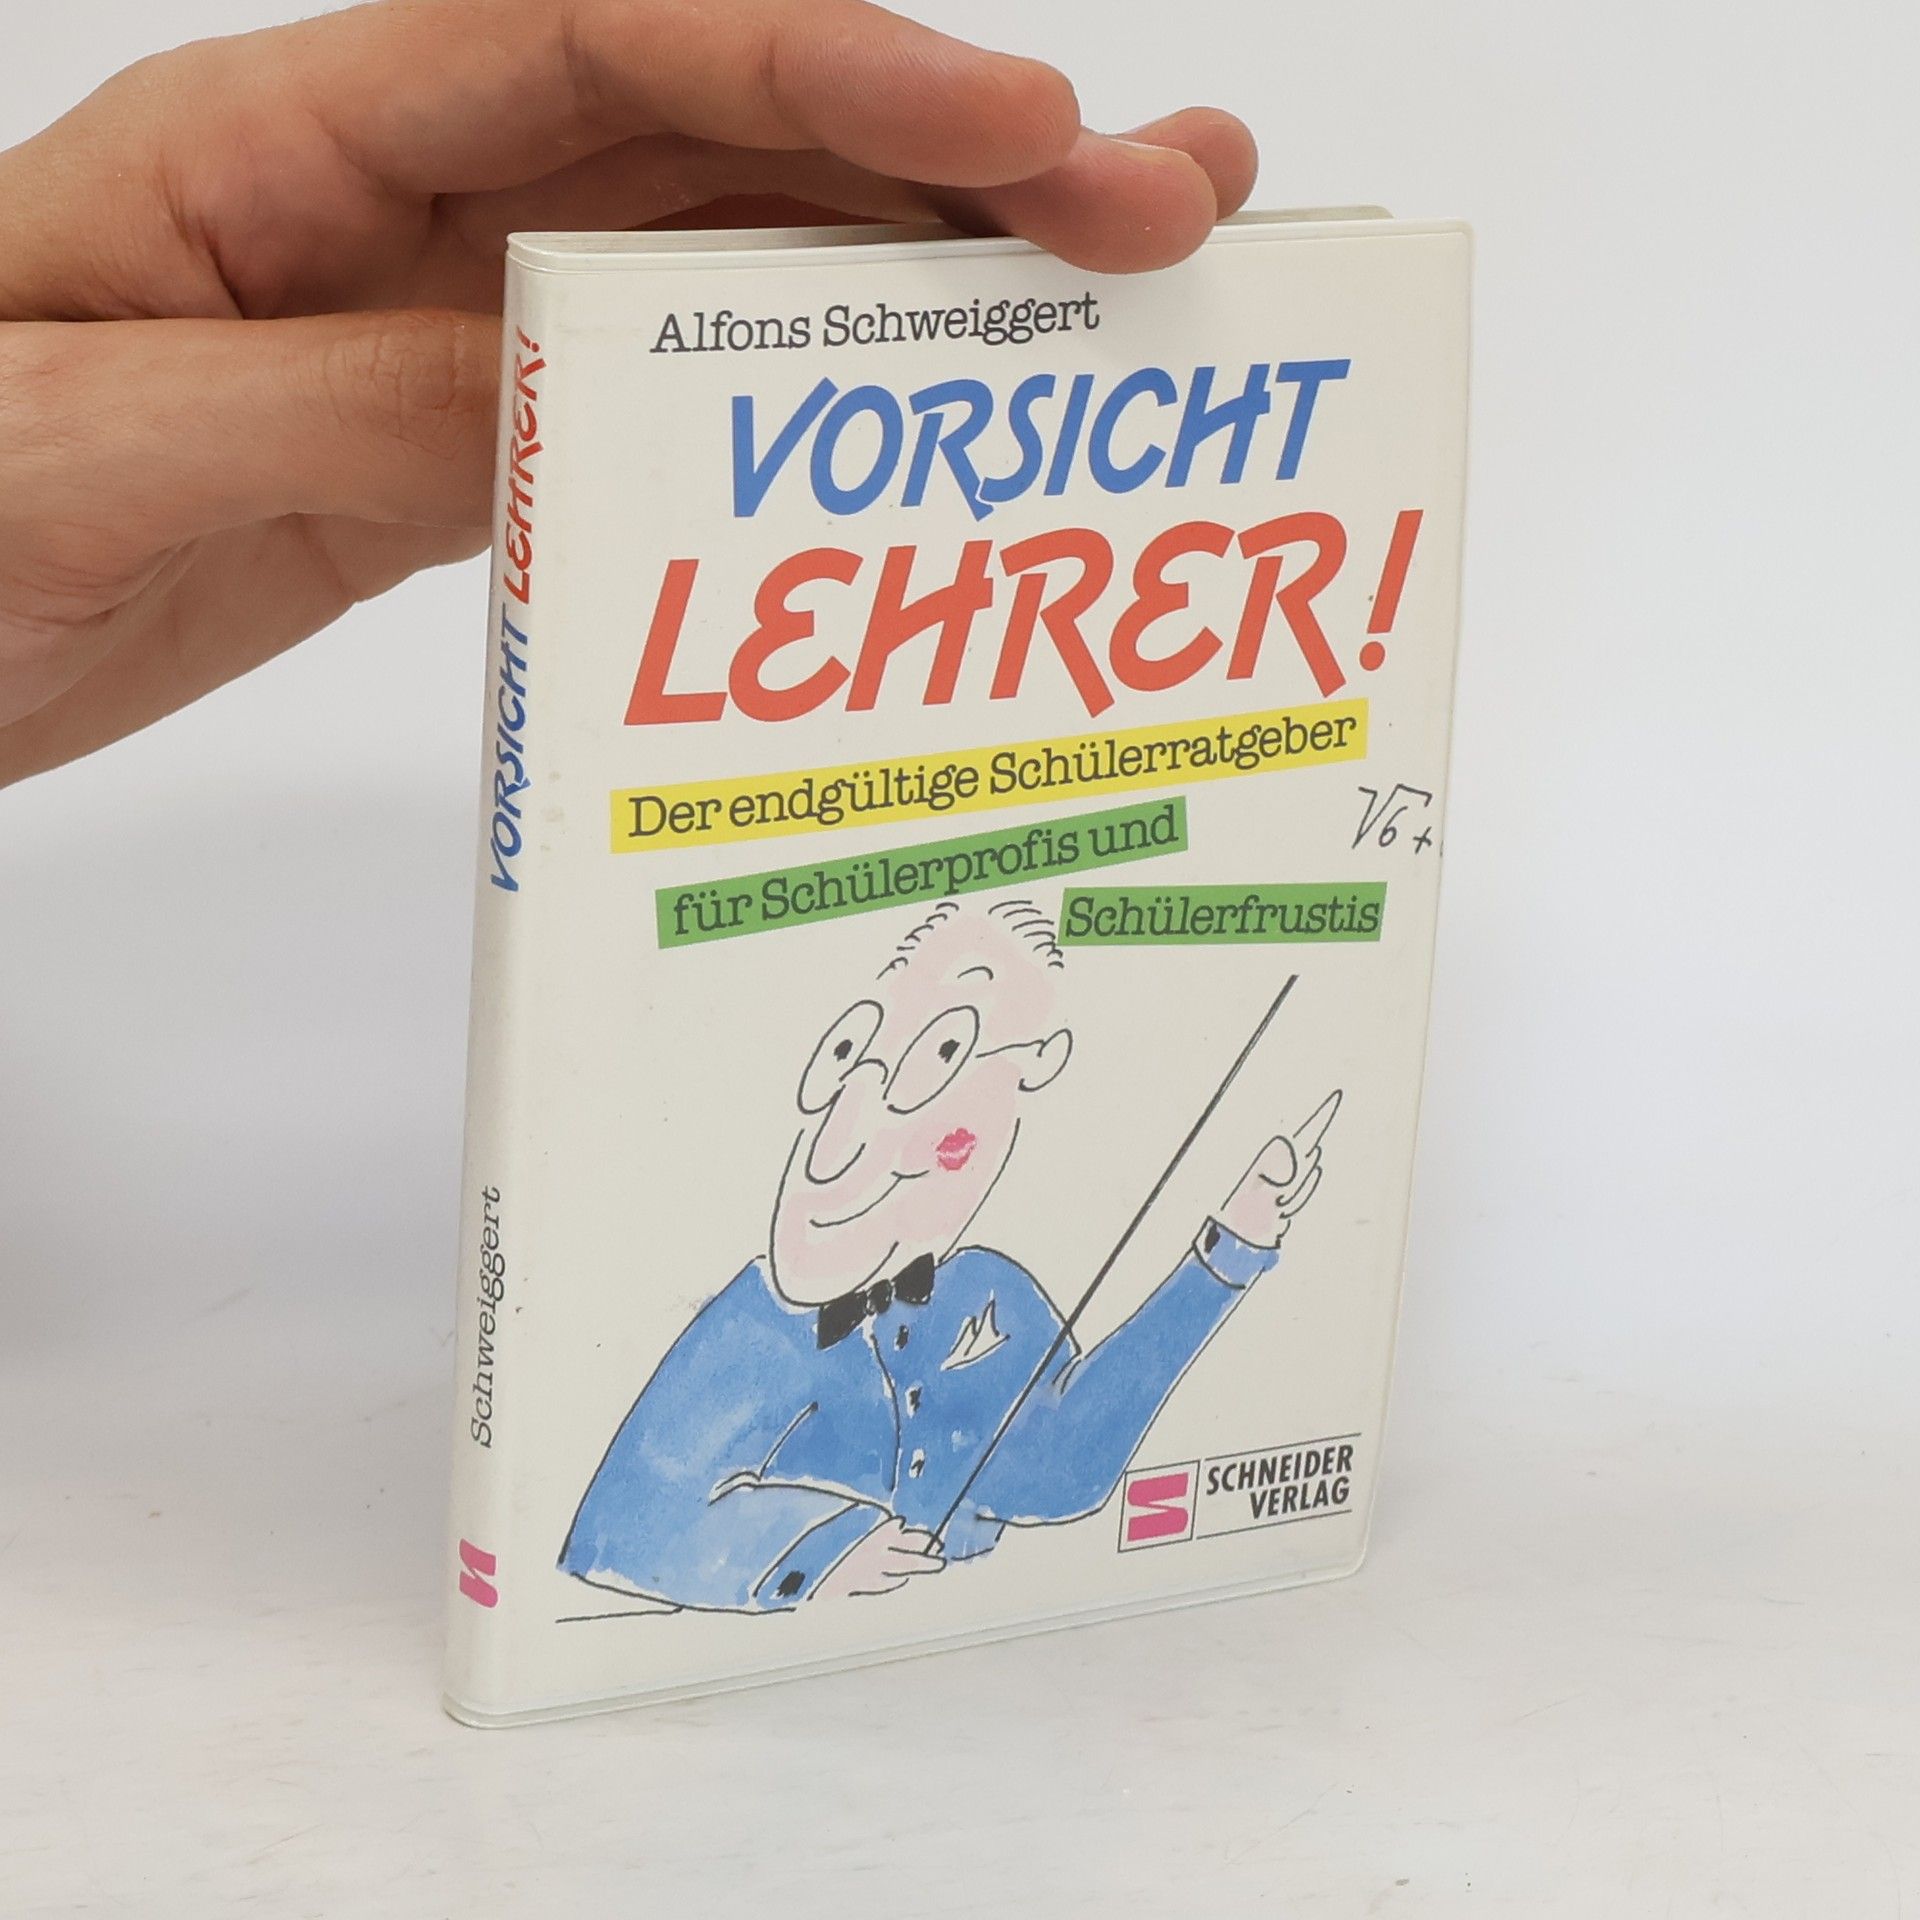 Alfons Schweiggert
VORSICHT
LEHRER!
Der endgültige Schülerratgeber
für Schülerprofis und
Schülerfrustis
√6+
SCHNEIDER
VERLAG
Schweiggert
VORSICHT LEHRER!